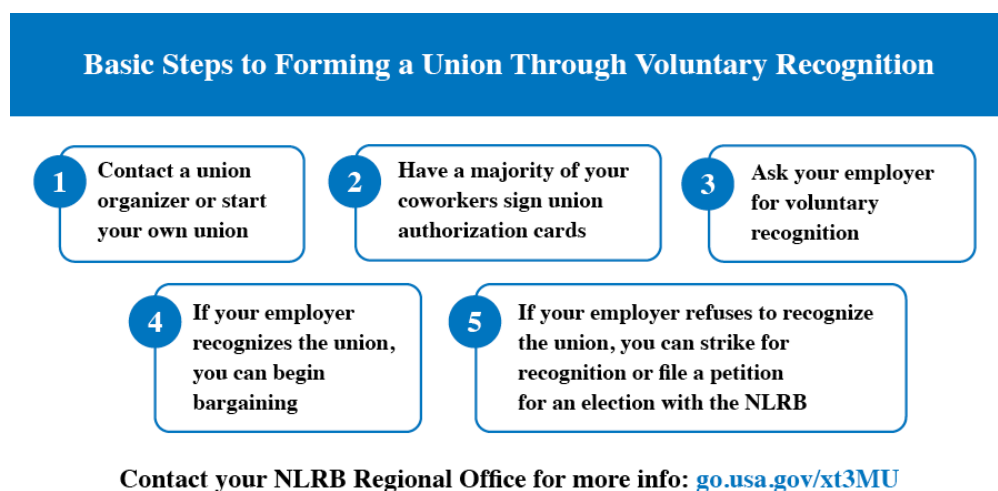 Basic Steps to Forming a Union Through Voluntary Recognition
1
Contact a union
organizer or start
your own union
2
Have a majority of your
coworkers sign union
authorization cards
3
Ask your employer
for voluntary
recognition
4
If your employer
recognizes the union,
you can begin
bargaining
5
If your employer refuses to recognize
the union, you can strike for
recognition or file a petition
for an election with the NLRB
Contact your NLRB Regional Office for more info: go.usa.gov/xt3MU